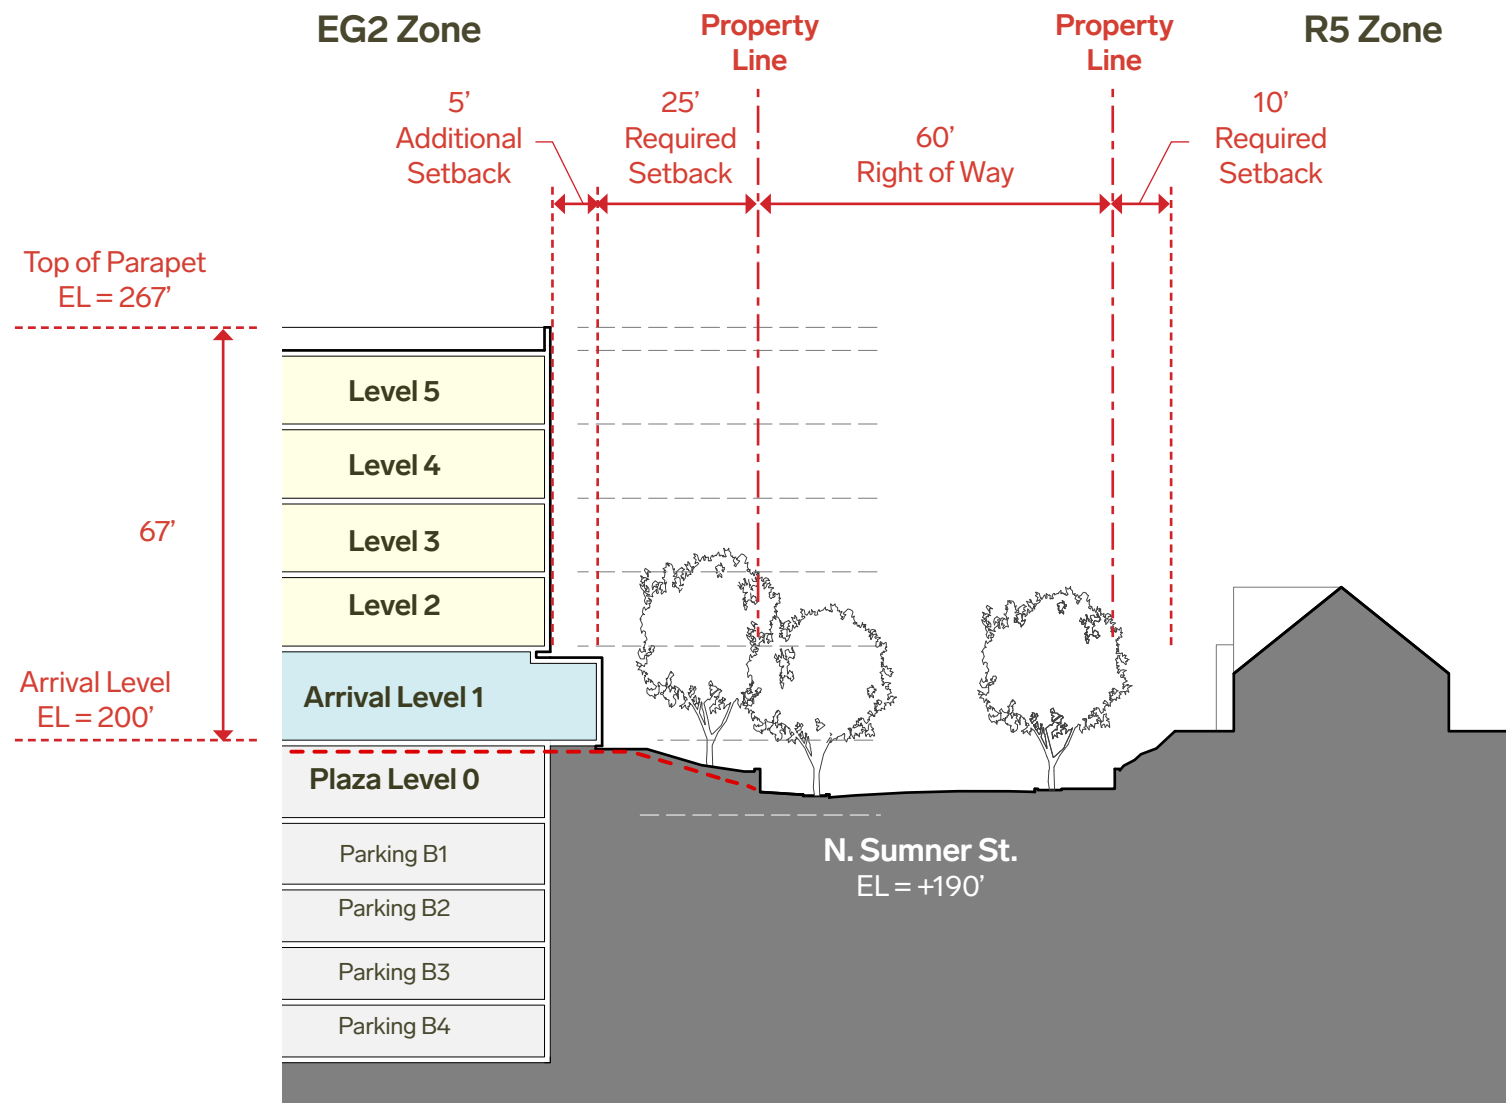 EG2 Zone
Property
Line
Property
Line
R5 Zone
5’
Additional
Setback
25’
Required
Setback
60’
Right of Way
10’
Required
Setback
Top of Parapet
EL = 267’
67’
Arrival Level
EL = 200’
Level 5
Level 4
Level 3
Level 2
Arrival Level 1
Plaza Level 0
Parking B1
Parking B2
Parking B3
Parking B4
N. Sumner St.
EL = +190’